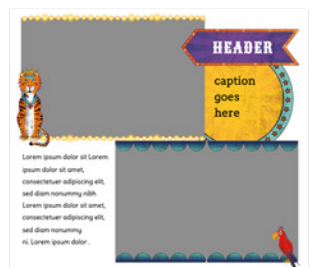 HEADER
caption
goes
here
Lorem ipsum dolor sit Lorem
ipsum dolor sit amet,
consectetuer adipiscing elit,
sed diam nonummy nibh
Lorem ipsum dolor sit amet,
consectetuer adipiscing elit,
sed diam nonummy
ni. Lorem ipsum dolor .